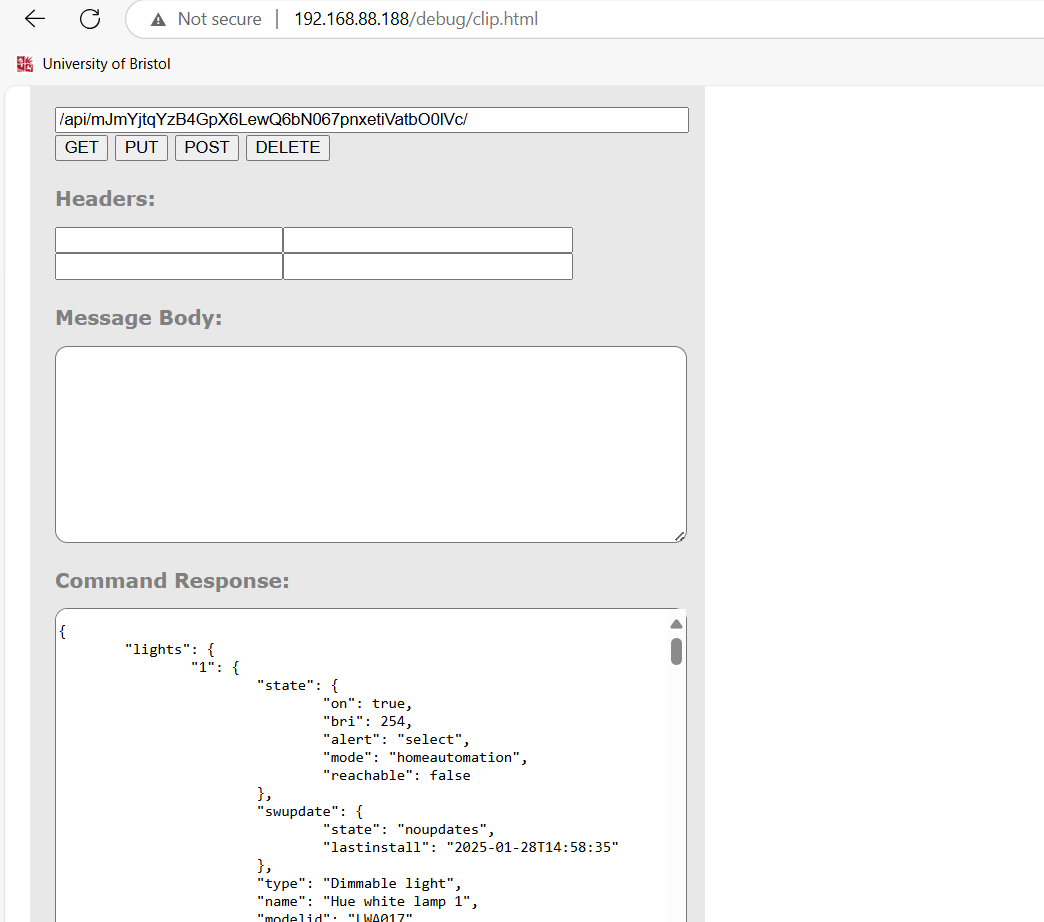 Not secure | 192.168.88.188/debug/clip.html
University of Bristol
/api/mJmYjtqYzB4GpX6LewQ6bN067pnxetiVatbO0lVc/
GET PUT POST DELETE
Headers:
Message Body:
Command Response:
{
"lights": {
"1": {
"state": {
"on": true,
"bri": 254,
"alert": "select",
"mode": "homeautomation",
"reachable": false
},
"swupdate": {
"state": "noupdates",
"lastinstall": "2025-01-28T14:58:35"
},
"type": "Dimmable light",
"name": "Hue white lamp 1",
"modelid": "LWA017"